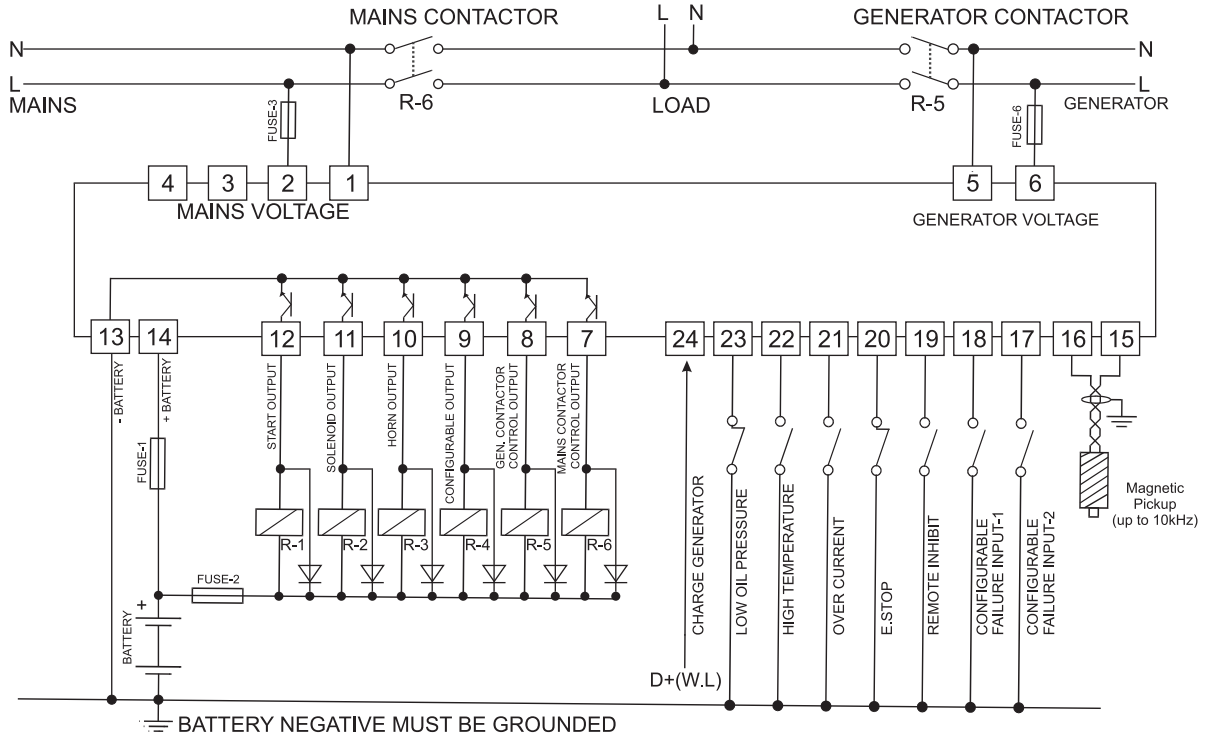 MAINS CONTACTOR
L N
GENERATOR CONTACTOR
N
N
L
L
MAINS
R-6
LOAD
R-5
GENERATOR
FUSE-3
FUSE-6
4 3 2 1
5 6
MAINS VOLTAGE
GENERATOR VOLTAGE
13 14 12 11 10 9 8 7 24 23 22 21 20 19 18 17 16 15
- BATTERY
+ BATTERY
START OUTPUT
SOLENOID OUTPUT
HORN OUTPUT
CONFIGURABLE OUTPUT
GEN. CONTACTOR
CONTROL OUTPUT
MAINS CONTACTOR
CONTROL OUTPUT
FUSE-1
R-1 R-2 R-3 R-4 R-5 R-6
FUSE-2
+
BATTERY
CHARGE GENERATOR
D+(W.L)
LOW OIL PRESSURE
HIGH TEMPERATURE
OVER CURRENT
E.STOP
REMOTE INHIBIT
CONFIGURABLE
FAILURE INPUT-1
CONFIGURABLE
FAILURE INPUT-2
Magnetic
Pickup
(up to 10kHz)
BATTERY NEGATIVE MUST BE GROUNDED